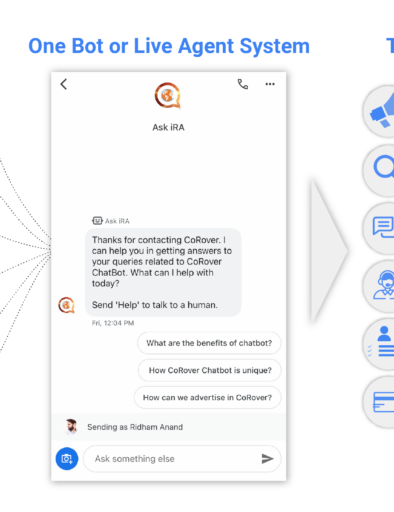 One Bot or Live Agent System
T
Ask iRA
Ask iRA
Thanks for contacting CoRover. I
can help you in getting answers to
your queries related to CoRover
ChatBot. What can I help with
today?
Send 'Help' to talk to a human.
Fri, 12:04 PM
What are the benefits of chatbot?
How CoRover Chatbot is unique?
How can we advertise in CoRover?
Sending as Ridham Anand
Ask something else